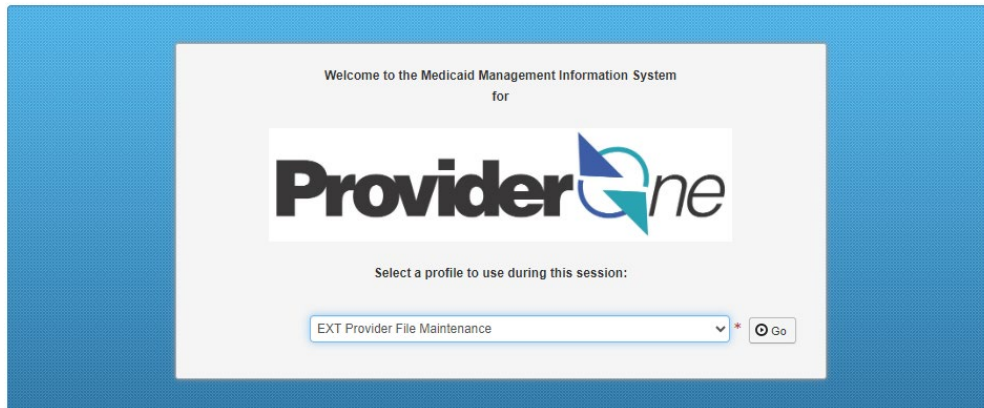 Welcome to the Medicaid Management Information System
for
ProviderOne
Select a profile to use during this session:
EXT Provider File Maintenance * Go